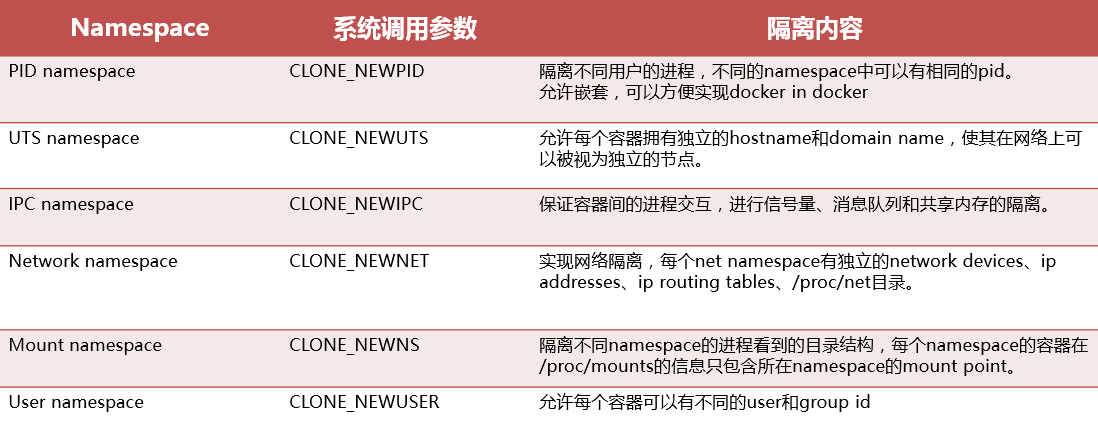 Namespace 系统调用参数 隔离内容
PID namespace CLONE_NEWPID 隔离不同用户的进程，不同的namespace中可以有相同的pid。
允许嵌套，可以方便实现docker in docker
UTS namespace CLONE_NEWUTS 允许每个容器拥有独立的hostname和domain name，使其在网络上可
以被视为独立的节点。
IPC namespace CLONE_NEWIPC 保证容器间的进程交互，进行信号量、消息队列和共享内存的隔离。
Network namespace CLONE_NEWNET 实现网络隔离，每个net namespace有独立的network devices、ip
addresses、ip routing tables、/proc/net目录。
Mount namespace CLONE_NEWNS 隔离不同namespace的进程看到的目录结构，每个namespace的容器在
/proc/mounts的信息只包含所在namespace的mount point。
User namespace CLONE_NEWUSER 允许每个容器可以有不同的user和group id